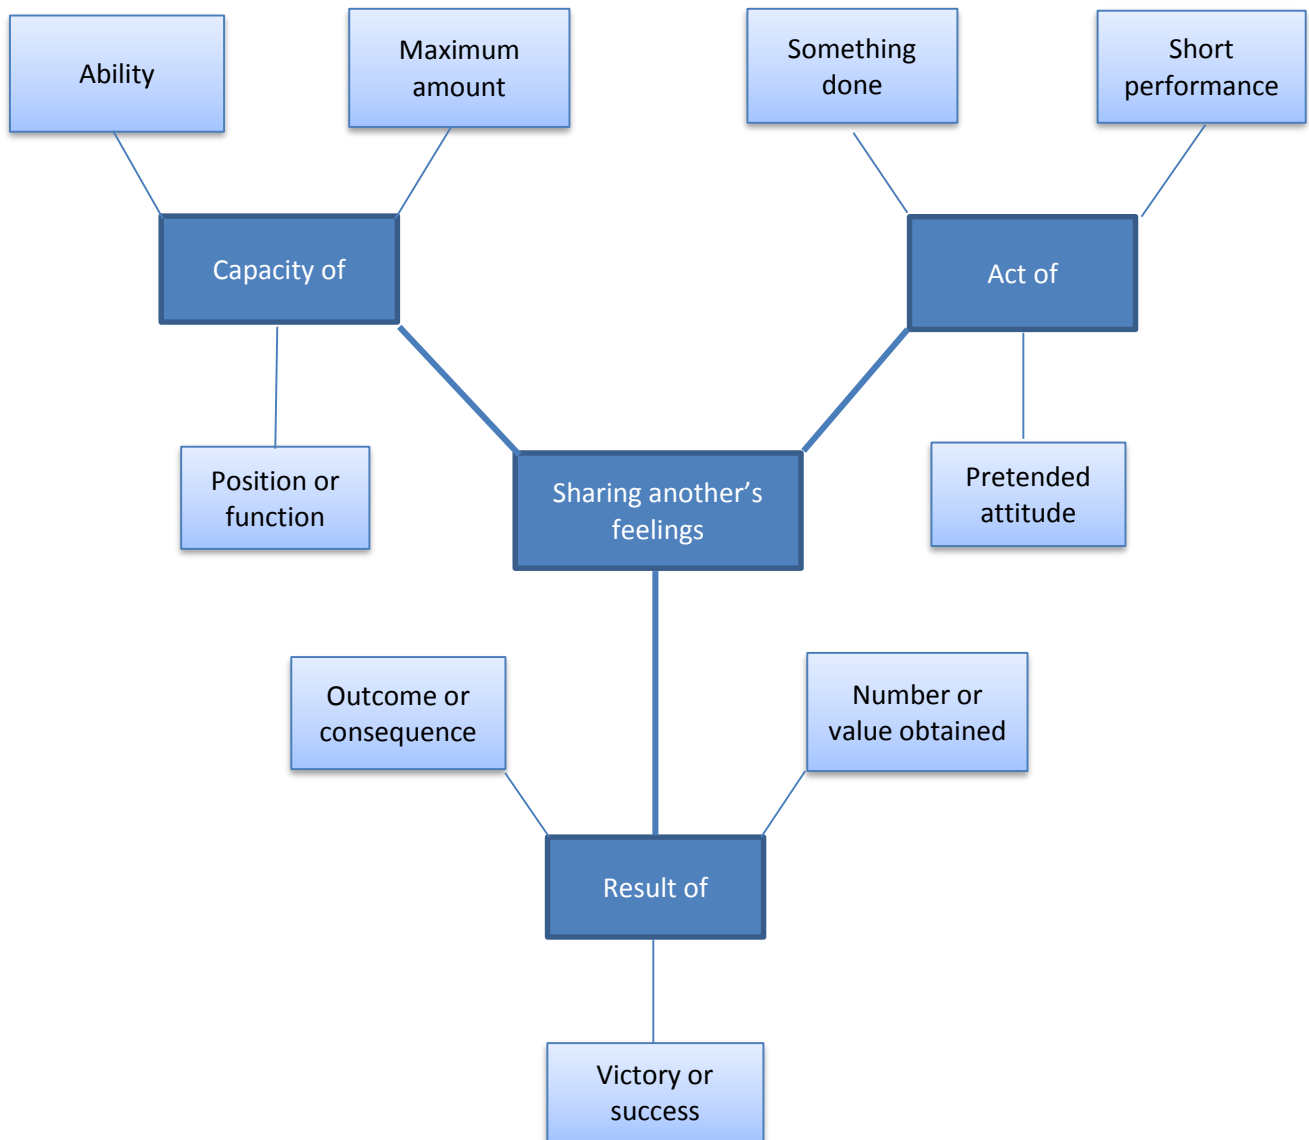 Ability
Maximum
amount
Something
done
Short
performance
Capacity of
Act of
Position or
function
Sharing another’s
feelings
Pretended
attitude
Outcome or
consequence
Number or
value obtained
Result of
Victory or
success